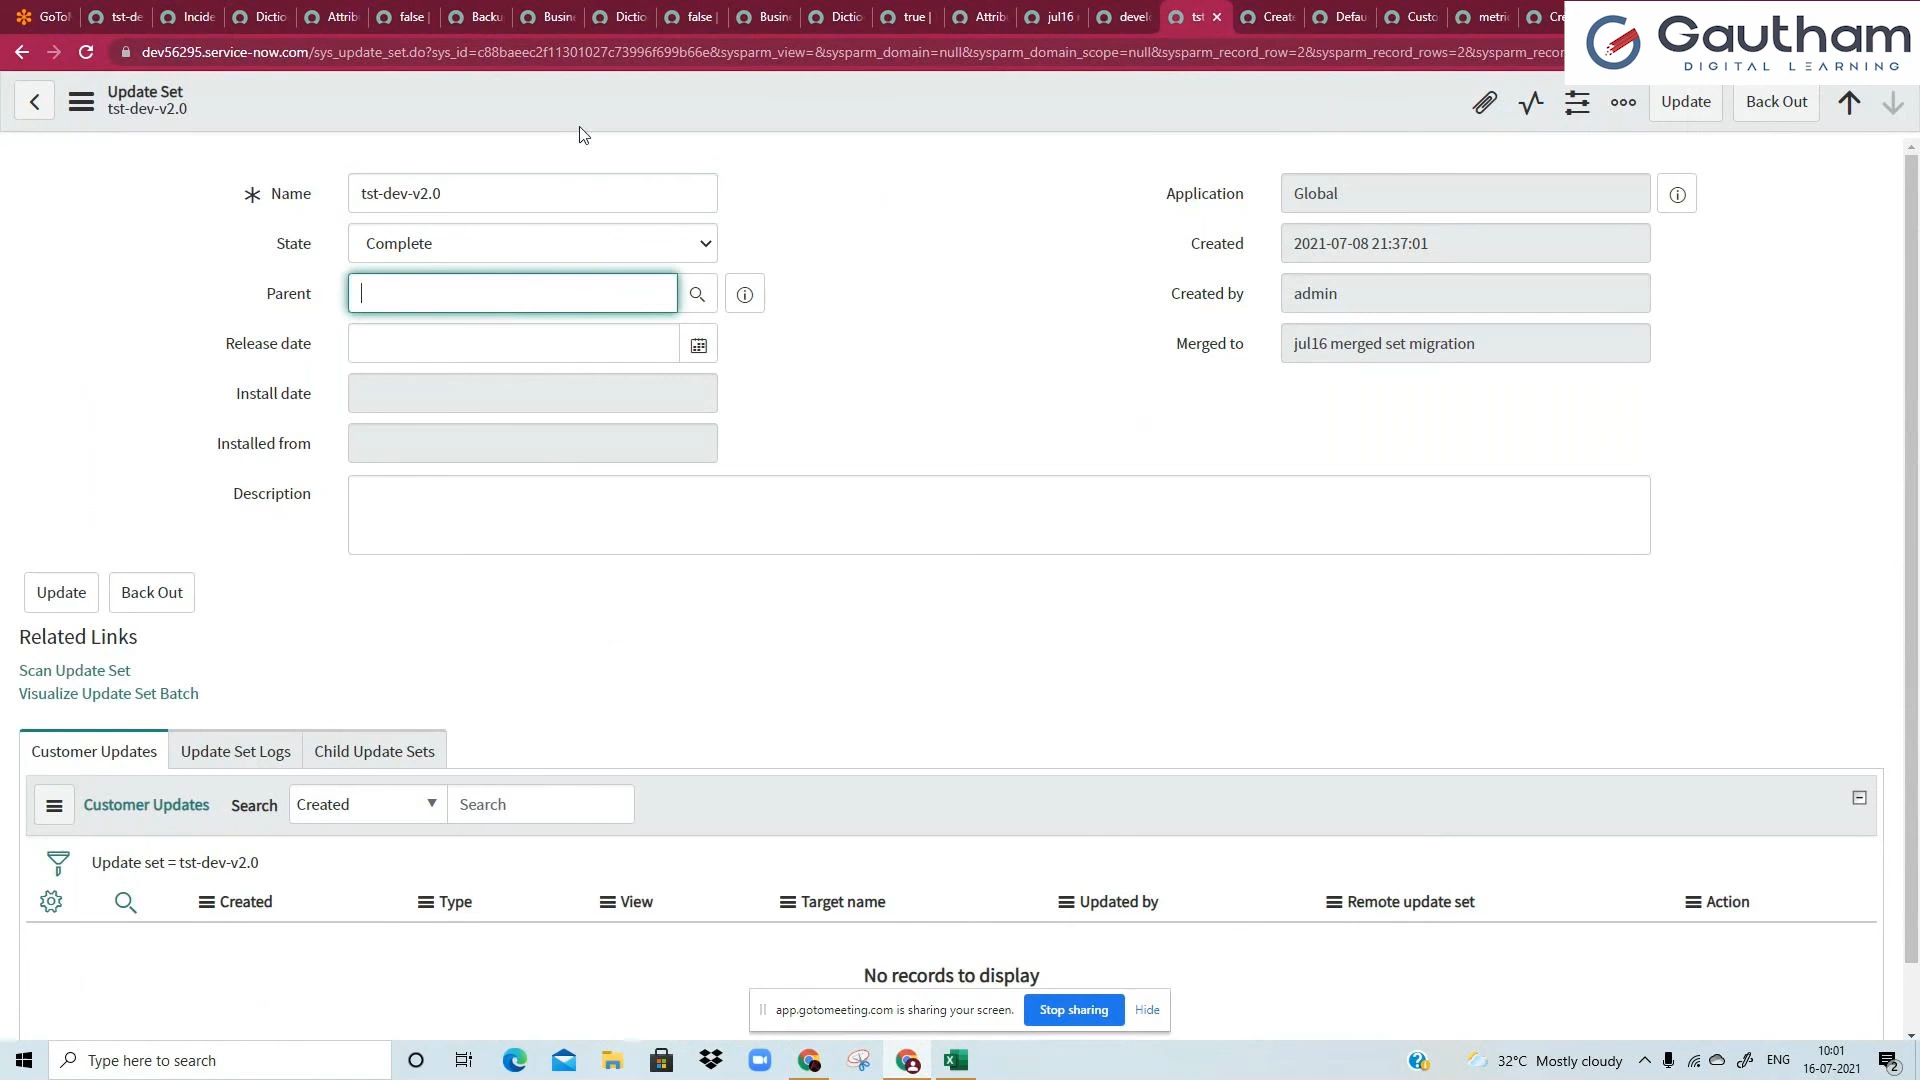 GoTo! tst-de Incide Dictio Attrib false | Backu Busin Dictio false | Busin Dictio true | Attrib jul16 devel tst Create Defau Custo metric Cre
dev56295.service-now.com/sys_update_set.do?sys_id=c88baeec2f11301027c73996f699b66e&sysparm_view=&sysparm_domain=null&sysparm_domain_scope=null&sysparm_record_row=2&sysparm_record_rows=2&sysparm_recor
Gautham
DIGITAL LEARNING
Update Set
tst-dev-v2.0
Update Back Out
Name tst-dev-v2.0 Application Global
State Complete Created 2021-07-08 21:37:01
Parent Created by admin
Release date Merged to jul16 merged set migration
Install date
Installed from
Description
Update Back Out
Related Links
Scan Update Set
Visualize Update Set Batch
Customer Updates Update Set Logs Child Update Sets
Customer Updates Search Created Search
Update set = tst-dev-v2.0
Created Type View Target name Updated by Remote update set Action
No records to display
app.gotomeeting.com is sharing your screen. Stop sharing Hide
Type here to search 32°C Mostly cloudy ENG 10:01
16-07-2021 2